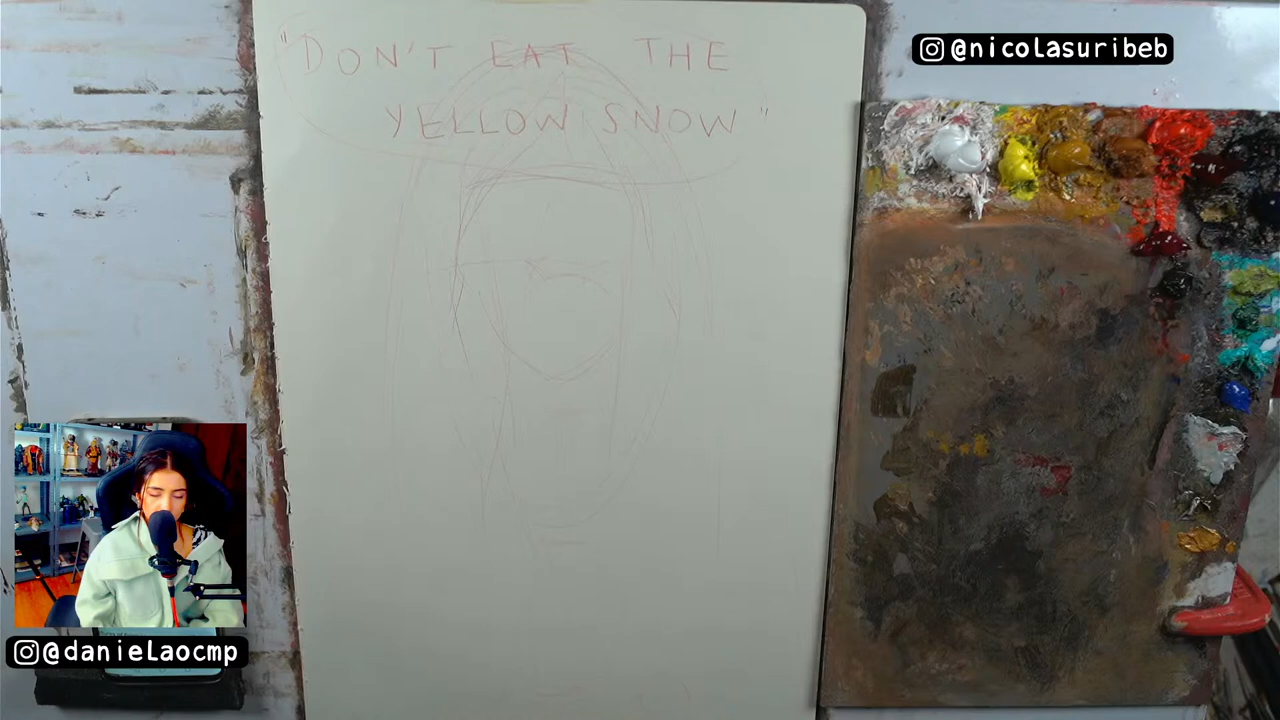 "DON'T EAT THE
YELLOW SNOW"
@nicolasuribeb
@danielaocmp